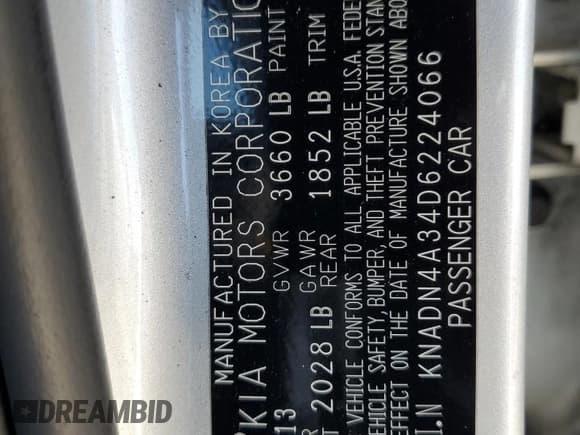 MANUFACTURED IN KOREA BY
KIA MOTORS CORPORATIO
13 GVWR 3660 LB PAINT
GAWR
2028 LB REAR 1852 LB TRIM
VEHICLE CONFORMS TO ALL APPLICABLE U.S.A. FEDE
EHICLE SAFETY, BUMPER, AND THEFT PREVENTION STAN
EFFECT ON THE DATE OF MANUFACTURE SHOWN ABO
I.N KNADN4A34D6224066
PASSENGER CAR
DREAMBID